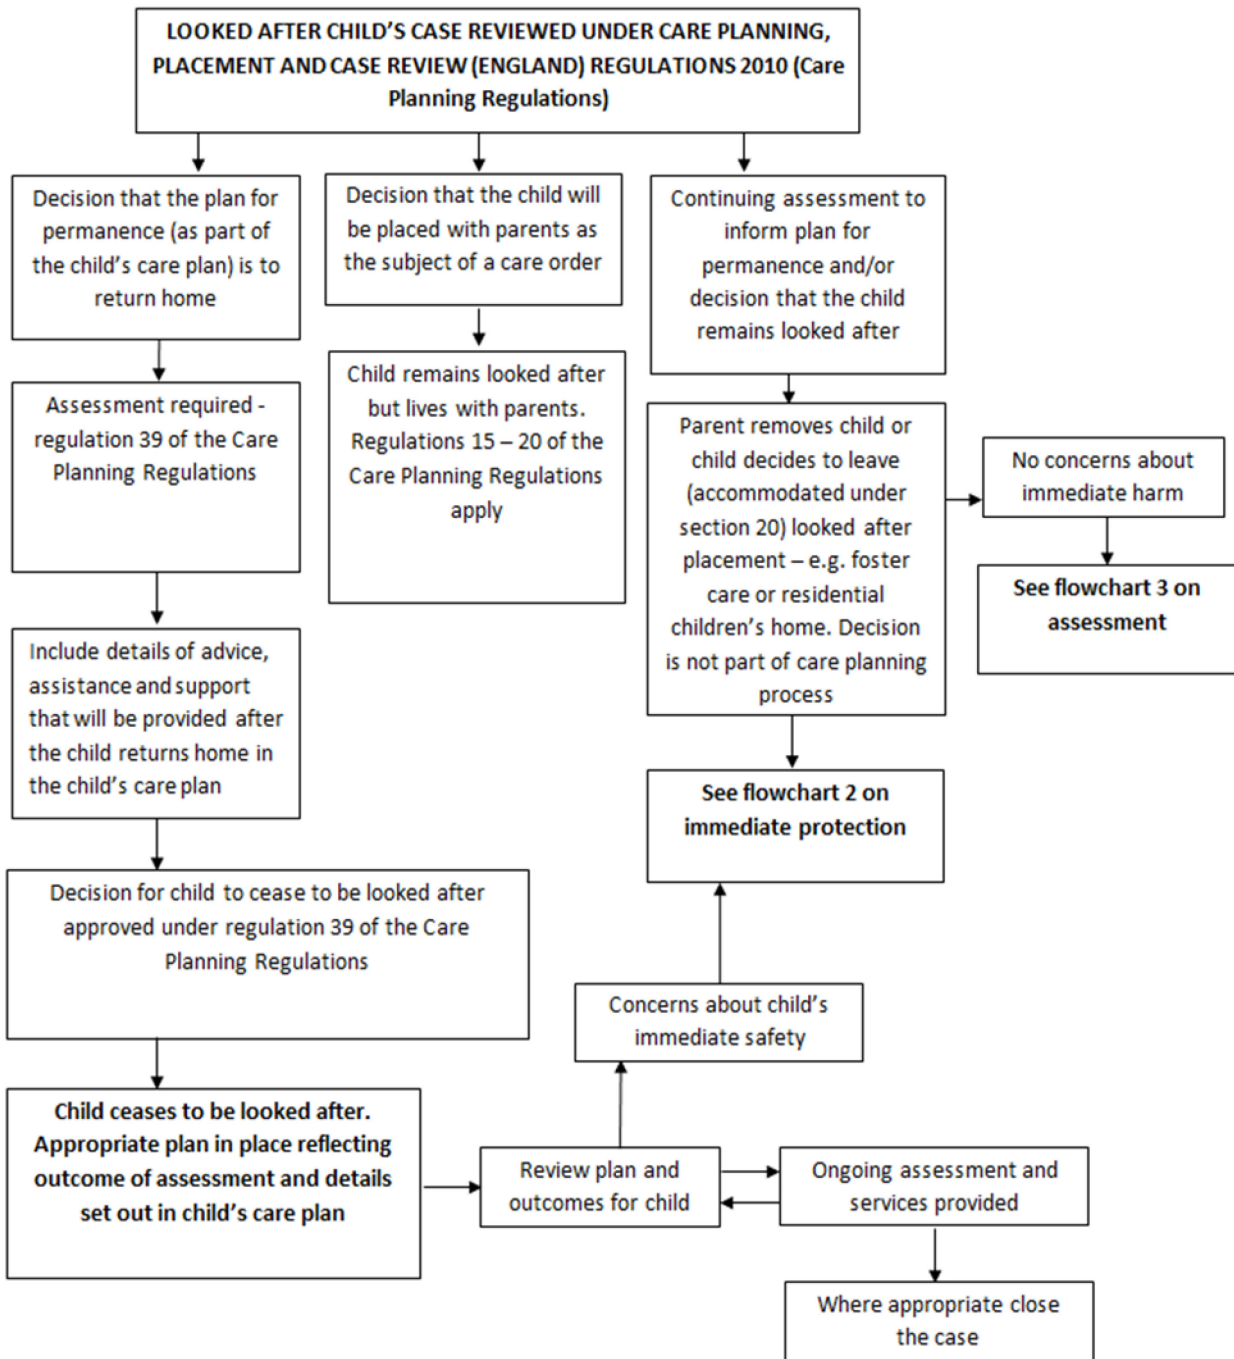 LOOKED AFTER CHILD'S CASE REVIEWED UNDER CARE PLANNING,
PLACEMENT AND CASE REVIEW (ENGLAND) REGULATIONS 2010 (Care
Planning Regulations)
Decision that the plan for
permanence (as part of
the child's care plan) is to
return home
Decision that the child will
be placed with parents as
the subject of a care order
Continuing assessment to
inform plan for
permanence and/or
decision that the child
remains looked after
Assessment required -
regulation 39 of the Care
Planning Regulations
Child remains looked after
but lives with parents.
Regulations 15 – 20 of the
Care Planning Regulations
apply
Parent removes child or
child decides to leave
(accommodated under
section 20) looked after
placement – e.g. foster
care or residential
children's home. Decision
is not part of care planning
process
No concerns about
immediate harm
See flowchart 3 on
assessment
Include details of advice,
assistance and support
that will be provided after
the child returns home in
the child's care plan
See flowchart 2 on
immediate protection
Decision for child to cease to be looked after
approved under regulation 39 of the Care
Planning Regulations
Concerns about child's
immediate safety
Child ceases to be looked after.
Appropriate plan in place reflecting
outcome of assessment and details
set out in child's care plan
Review plan and
outcomes for child
Ongoing assessment and
services provided
Where appropriate close
the case